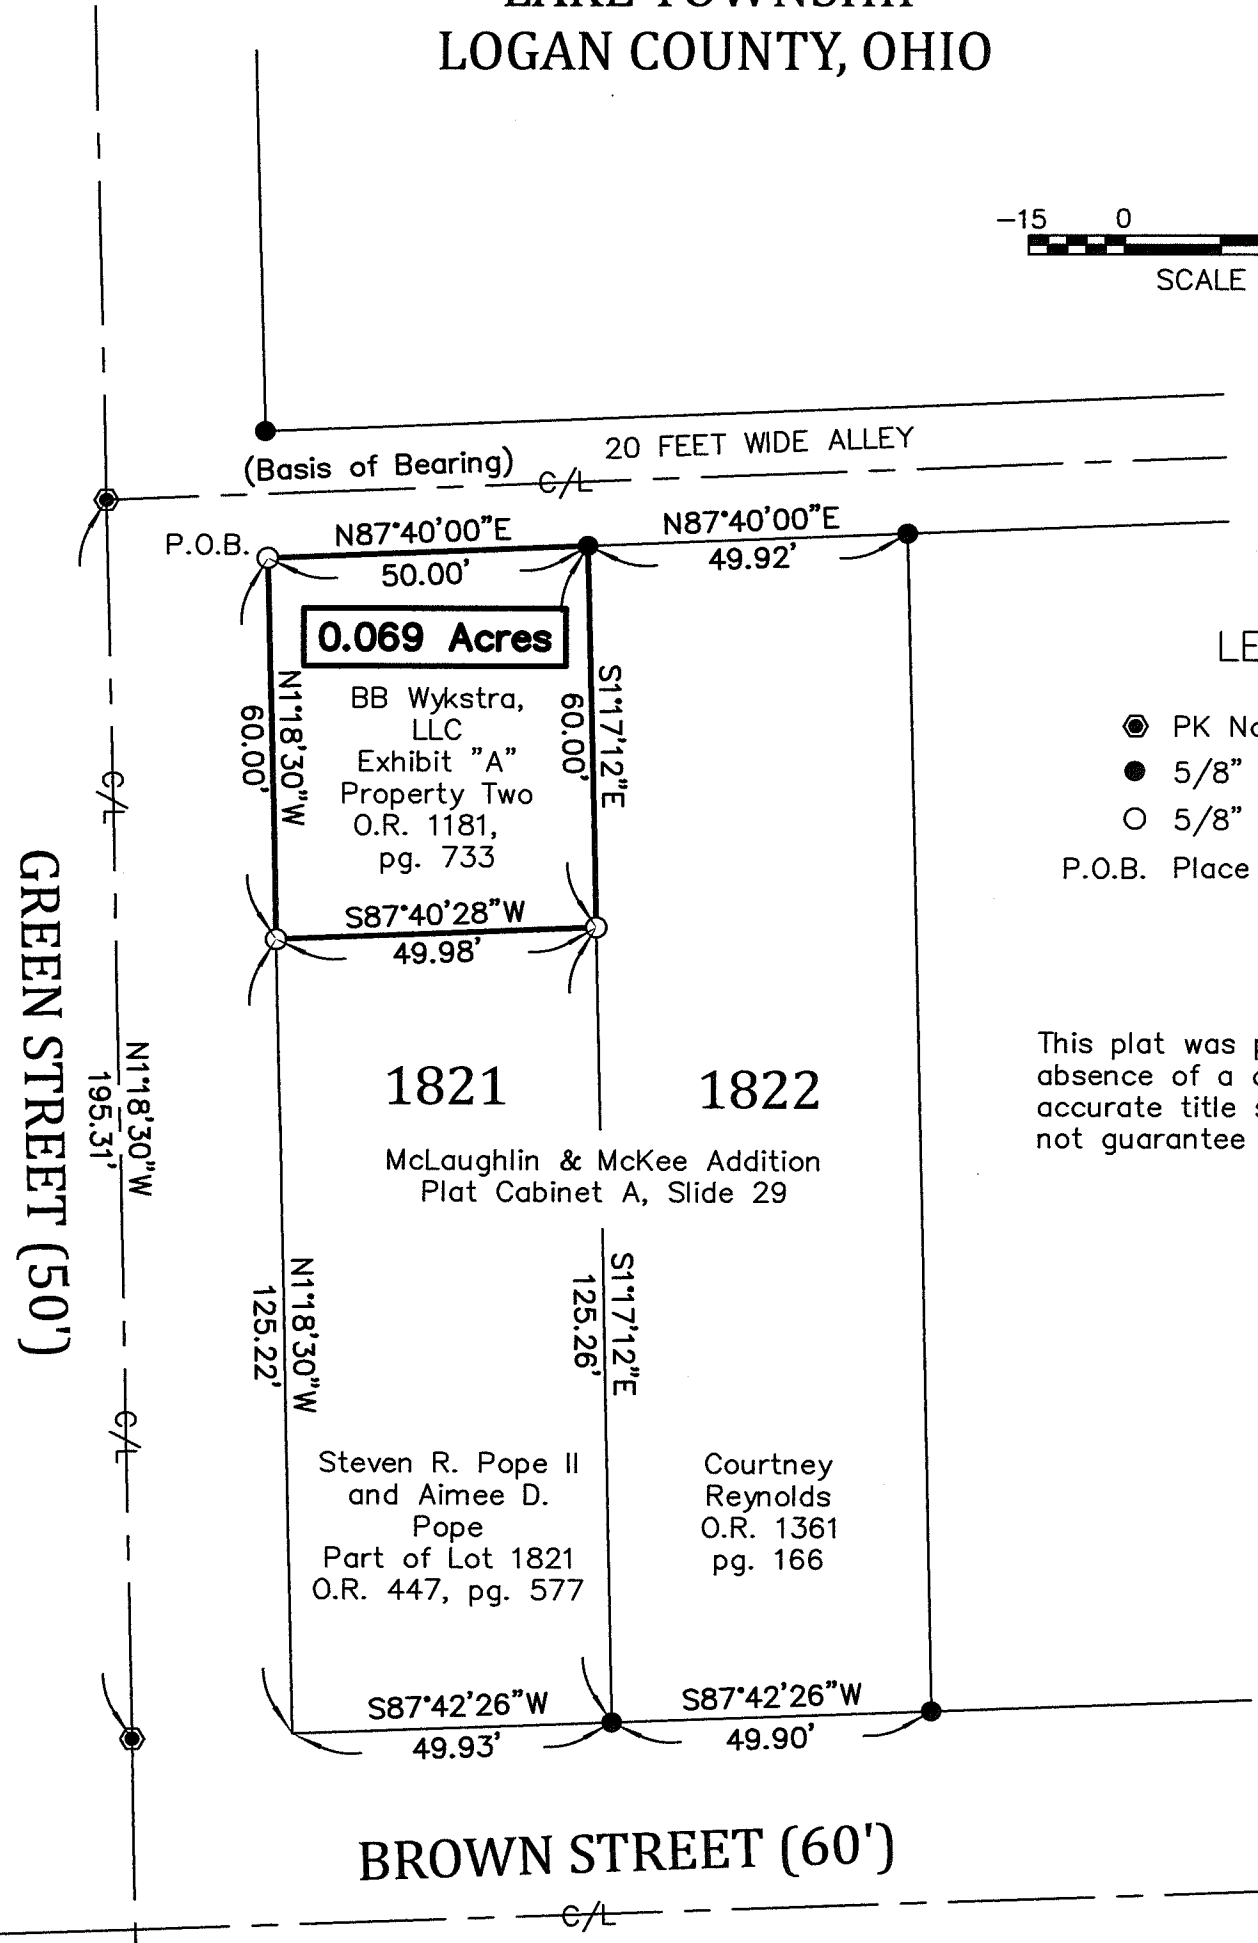 LAKE TOWNSHIP
LOGAN COUNTY, OHIO
-15 0
SCALE
20 FEET WIDE ALLEY
(Basis of Bearing)
C/L
P.O.B.
N87°40'00"E
50.00'
N87°40'00"E
49.92'
0.069 Acres
BB Wykstra,
LLC
Exhibit "A"
Property Two
O.R. 1181,
pg. 733
N1°18'30"W
60.00'
S1°17'12"E
60.00'
S87°40'28"W
49.98'
PK
5/8"
5/8"
P.O.B. Place
C/L
GREEN STREET (50')
N1°18'30"W
195.31'
C/L
This plat was
absence of a
accurate title
not guarantee
1821
1822
McLaughlin & McKee Addition
Plat Cabinet A, Slide 29
N1°18'30"W
125.22'
S1°17'12"E
125.26'
Steven R. Pope II
and Aimee D.
Pope
Part of Lot 1821
O.R. 447, pg. 577
Courtney
Reynolds
O.R. 1361
pg. 166
S87°42'26"W
49.93'
S87°42'26"W
49.90'
BROWN STREET (60')
C/L